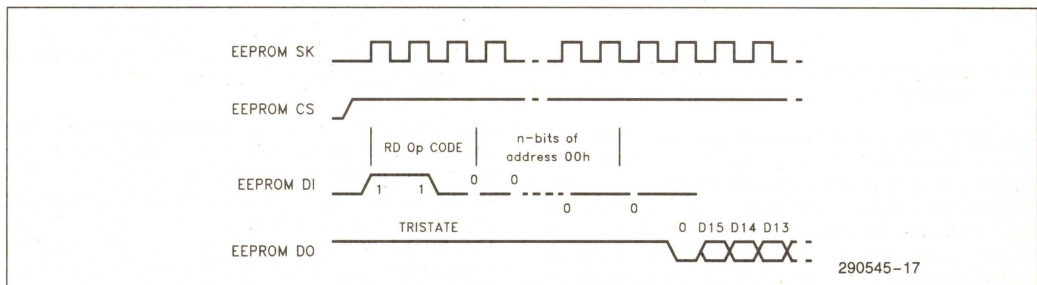 EEPROM SK
EEPROM CS
RD Op CODE
n-bits of
address 00h
EEPROM DI
1 1 0 0 0 0
TRISTATE
0 D15 D14 D13
EEPROM DO
290545-17